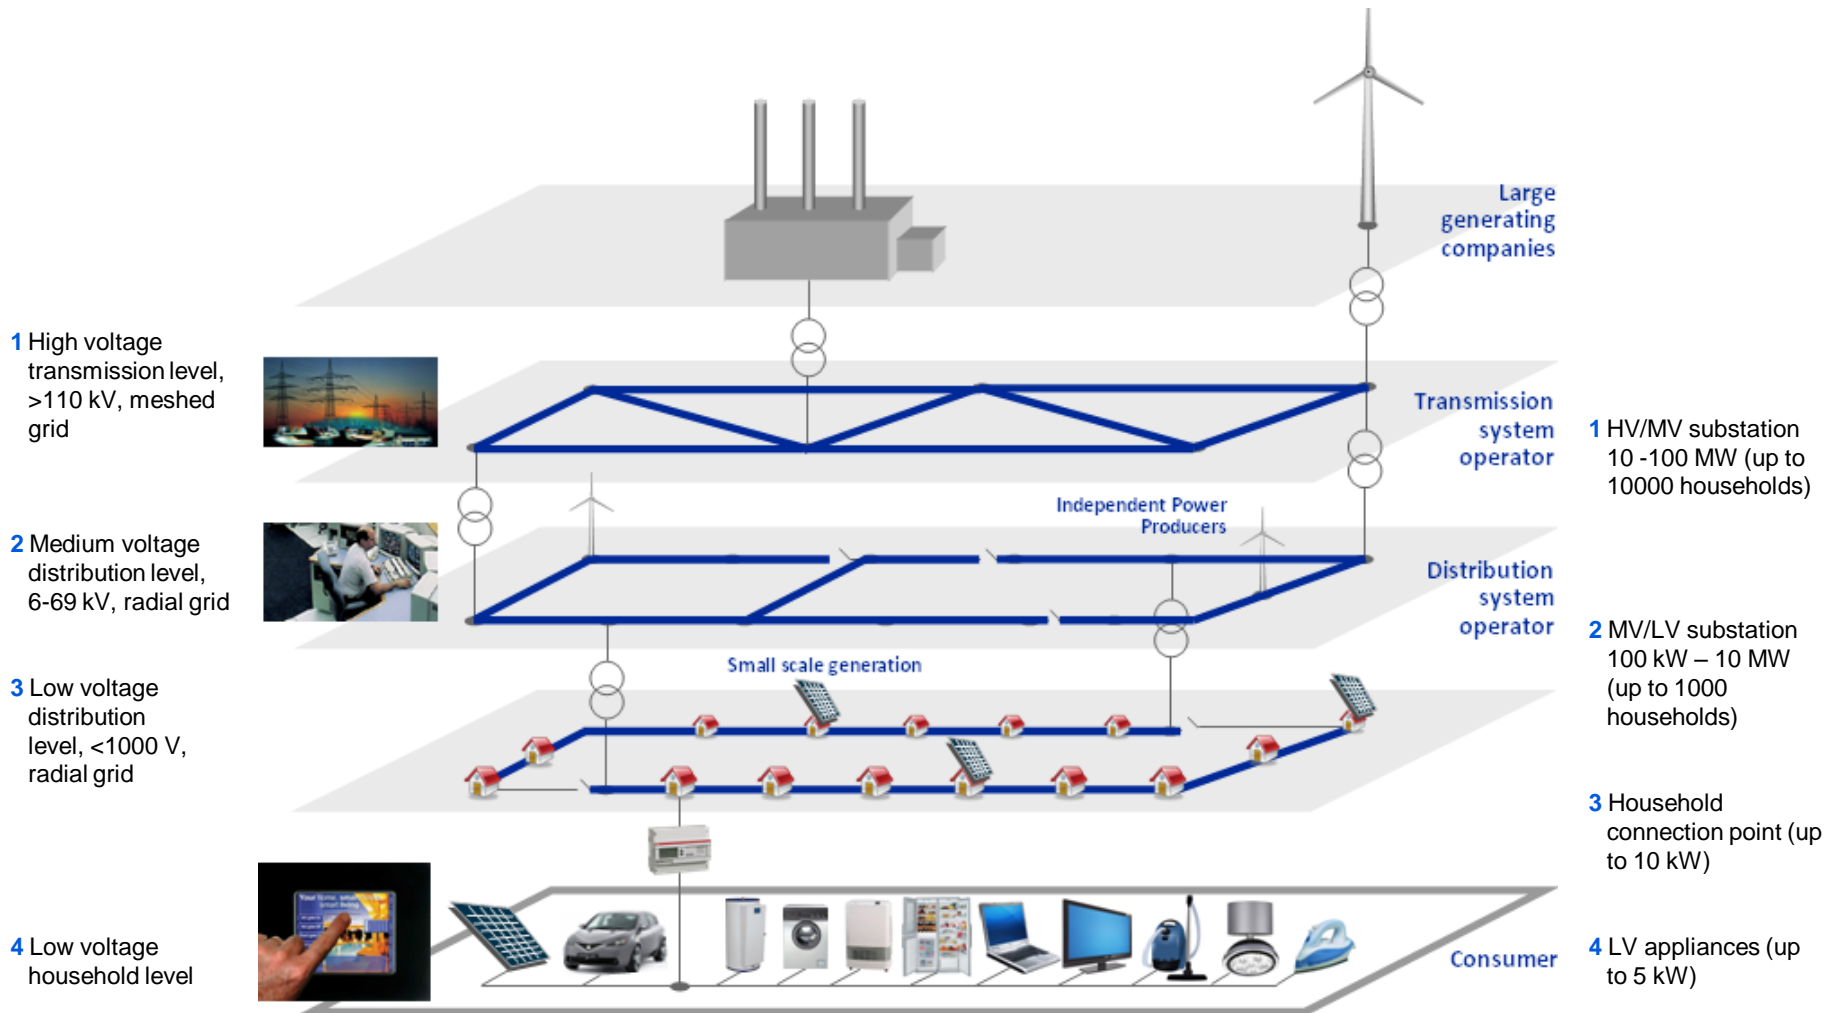 Large
generating
companies
1 High voltage
transmission level,
>110 kV, meshed
grid
Transmission
system
operator
1 HV/MV substation
10 -100 MW (up to
10000 households)
Independent Power
Producers
2 Medium voltage
distribution level,
6-69 kV, radial grid
Distribution
system
operator
2 MV/LV substation
100 kW – 10 MW
(up to 1000
households)
Small scale generation
3 Low voltage
distribution
level, <1000 V,
radial grid
3 Household
connection point (up
to 10 kW)
4 Low voltage
household level
Consumer
4 LV appliances (up
to 5 kW)